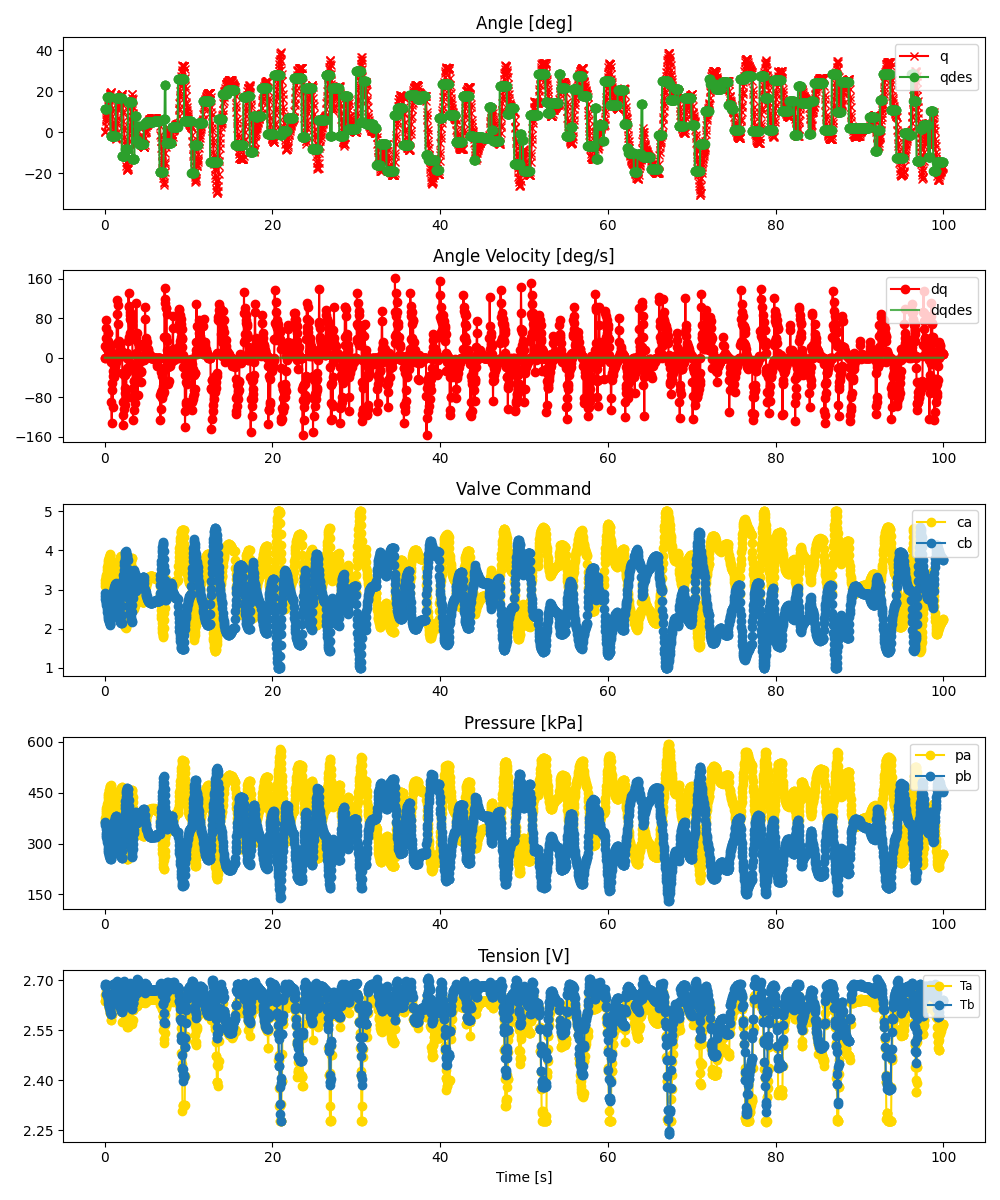 Angle [deg]
40
20
0
−20
q
qdes
0 20 40 60 80 100
Angle Velocity [deg/s]
160
80
0
−80
−160
dq
dqdes
0 20 40 60 80 100
Valve Command
5
4
3
2
1
ca
cb
0 20 40 60 80 100
Pressure [kPa]
600
450
300
150
pa
pb
0 20 40 60 80 100
Tension [V]
2.70
2.55
2.40
2.25
Ta
Tb
0 20 40 60 80 100
Time [s]